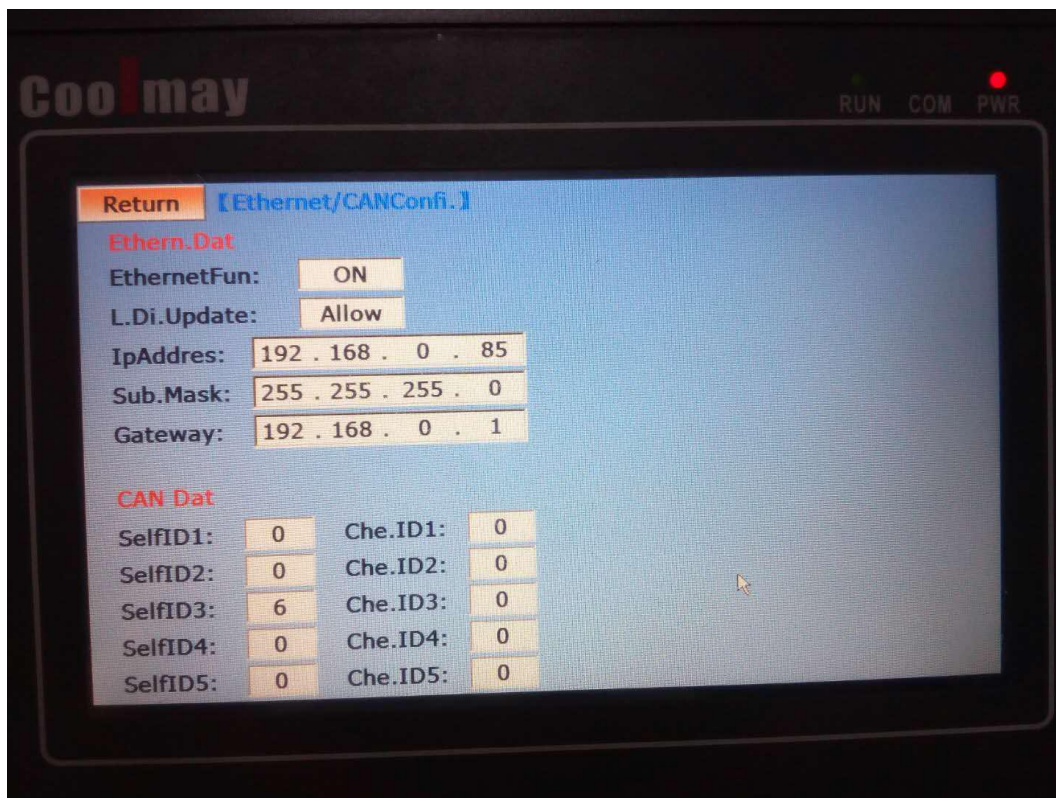 Coolmay
RUN COM PWR
Return 【Ethernet/CANConfi.】
Ethern.Dat
EthernetFun: ON
L.Di.Update: Allow
IpAddres: 192 . 168 . 0 . 85
Sub.Mask: 255 . 255 . 255 . 0
Gateway: 192 . 168 . 0 . 1
CAN Dat
SelfID1: 0 Che.ID1: 0
SelfID2: 0 Che.ID2: 0
SelfID3: 6 Che.ID3: 0
SelfID4: 0 Che.ID4: 0
SelfID5: 0 Che.ID5: 0